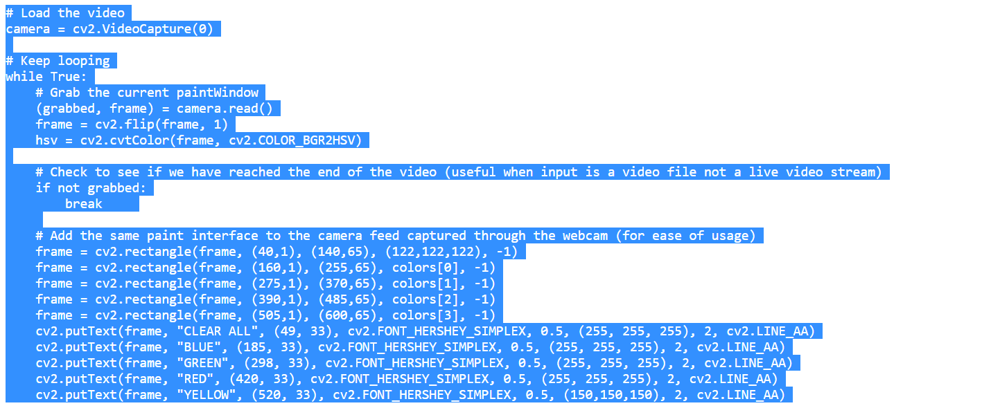 # Load the video
camera = cv2.VideoCapture(0)
# Keep looping
while True:
    # Grab the current paintWindow
    (grabbed, frame) = camera.read()
    frame = cv2.flip(frame, 1)
    hsv = cv2.cvtColor(frame, cv2.COLOR_BGR2HSV)
    # Check to see if we have reached the end of the video (useful when input is a video file not a live video stream)
    if not grabbed:
        break
    # Add the same paint interface to the camera feed captured through the webcam (for ease of usage)
    frame = cv2.rectangle(frame, (40,1), (140,65), (122,122,122), -1)
    frame = cv2.rectangle(frame, (160,1), (255,65), colors[0], -1)
    frame = cv2.rectangle(frame, (275,1), (370,65), colors[1], -1)
    frame = cv2.rectangle(frame, (390,1), (485,65), colors[2], -1)
    frame = cv2.rectangle(frame, (505,1), (600,65), colors[3], -1)
    cv2.putText(frame, "CLEAR ALL", (49, 33), cv2.FONT_HERSHEY_SIMPLEX, 0.5, (255, 255, 255), 2, cv2.LINE_AA)
    cv2.putText(frame, "BLUE", (185, 33), cv2.FONT_HERSHEY_SIMPLEX, 0.5, (255, 255, 255), 2, cv2.LINE_AA)
    cv2.putText(frame, "GREEN", (298, 33), cv2.FONT_HERSHEY_SIMPLEX, 0.5, (255, 255, 255), 2, cv2.LINE_AA)
    cv2.putText(frame, "RED", (420, 33), cv2.FONT_HERSHEY_SIMPLEX, 0.5, (255, 255, 255), 2, cv2.LINE_AA)
    cv2.putText(frame, "YELLOW", (520, 33), cv2.FONT_HERSHEY_SIMPLEX, 0.5, (150,150,150), 2, cv2.LINE_AA)